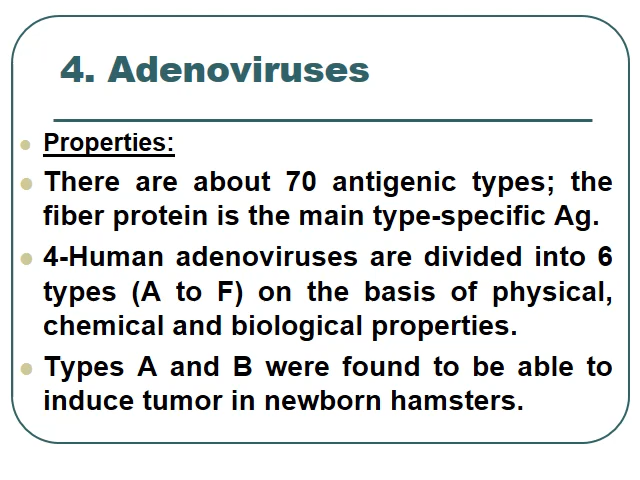 4. Adenoviruses
Properties:
There are about 70 antigenic types; the
fiber protein is the main type-specific Ag.
4-Human adenoviruses are divided into 6
types (A to F) on the basis of physical,
chemical and biological properties.
Types A and B were found to be able to
induce tumor in newborn hamsters.